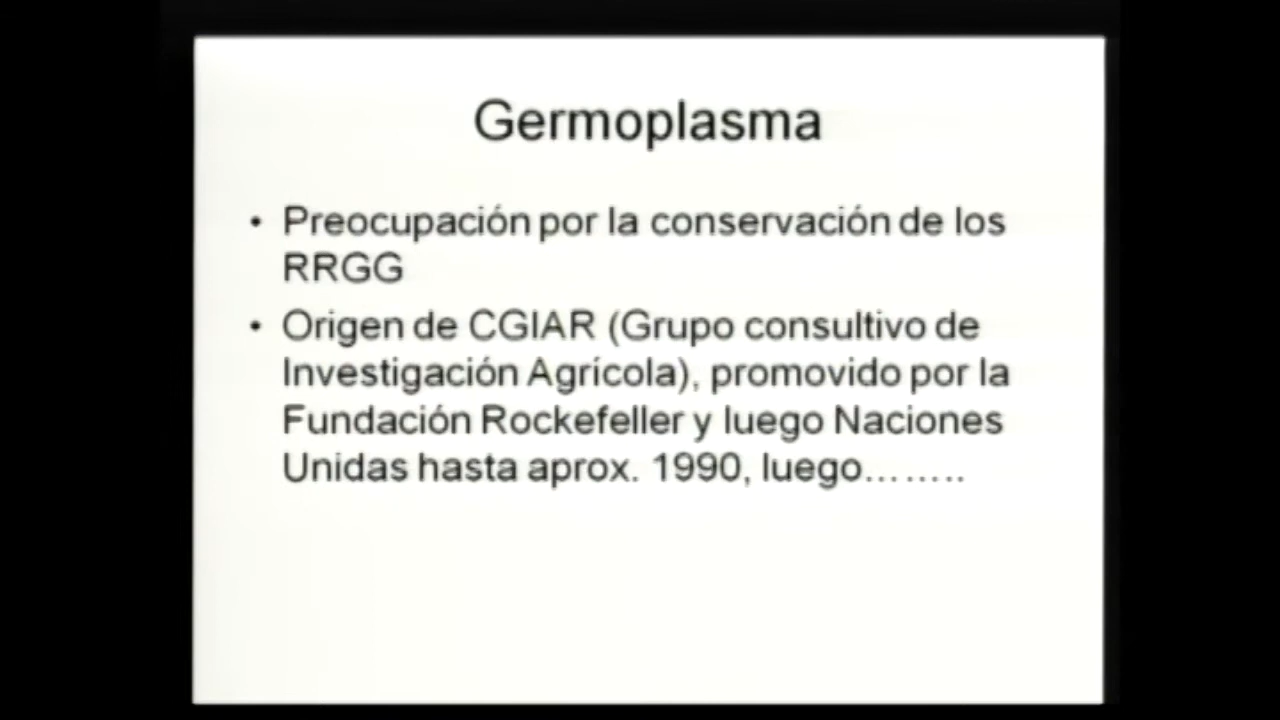 Germoplasma
• Preocupación por la conservación de los
RRGG
• Origen de CGIAR (Grupo consultivo de
Investigación Agrícola), promovido por la
Fundación Rockefeller y luego Naciones
Unidas hasta aprox. 1990, luego……..